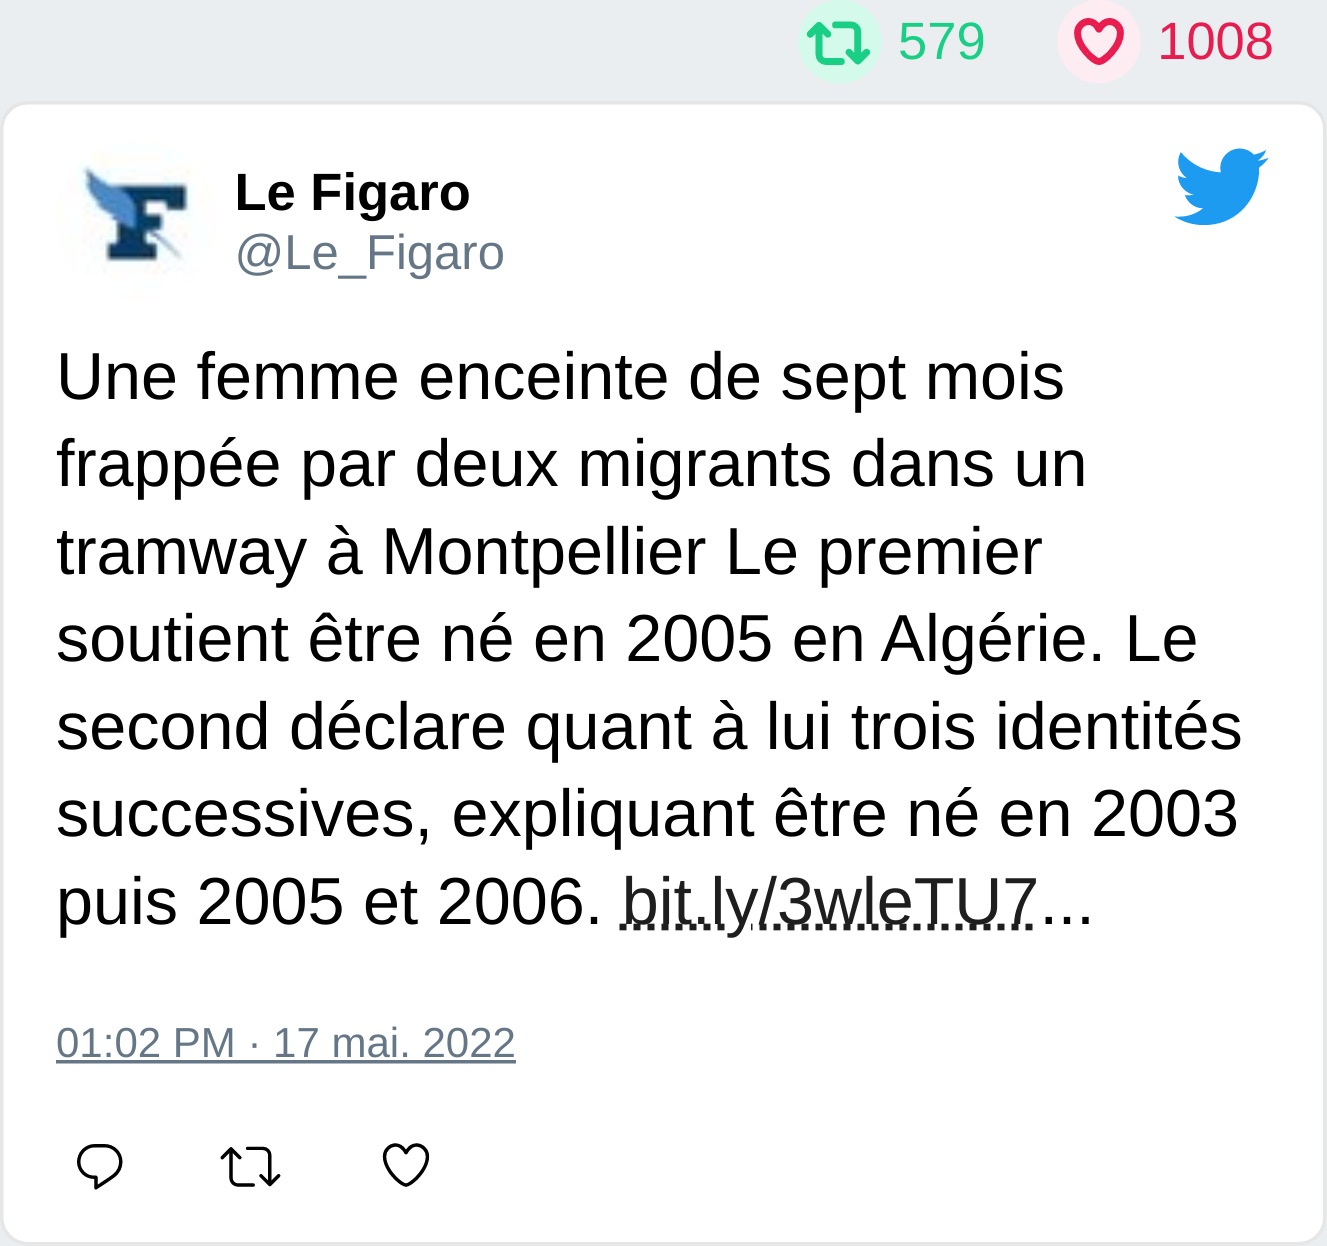 579 1008
Le Figaro
@Le_Figaro
Une femme enceinte de sept mois
frappée par deux migrants dans un
tramway à Montpellier Le premier
soutient être né en 2005 en Algérie. Le
second déclare quant à lui trois identités
successives, expliquant être né en 2003
puis 2005 et 2006. bit.ly/3wleTU7...
01:02 PM · 17 mai. 2022